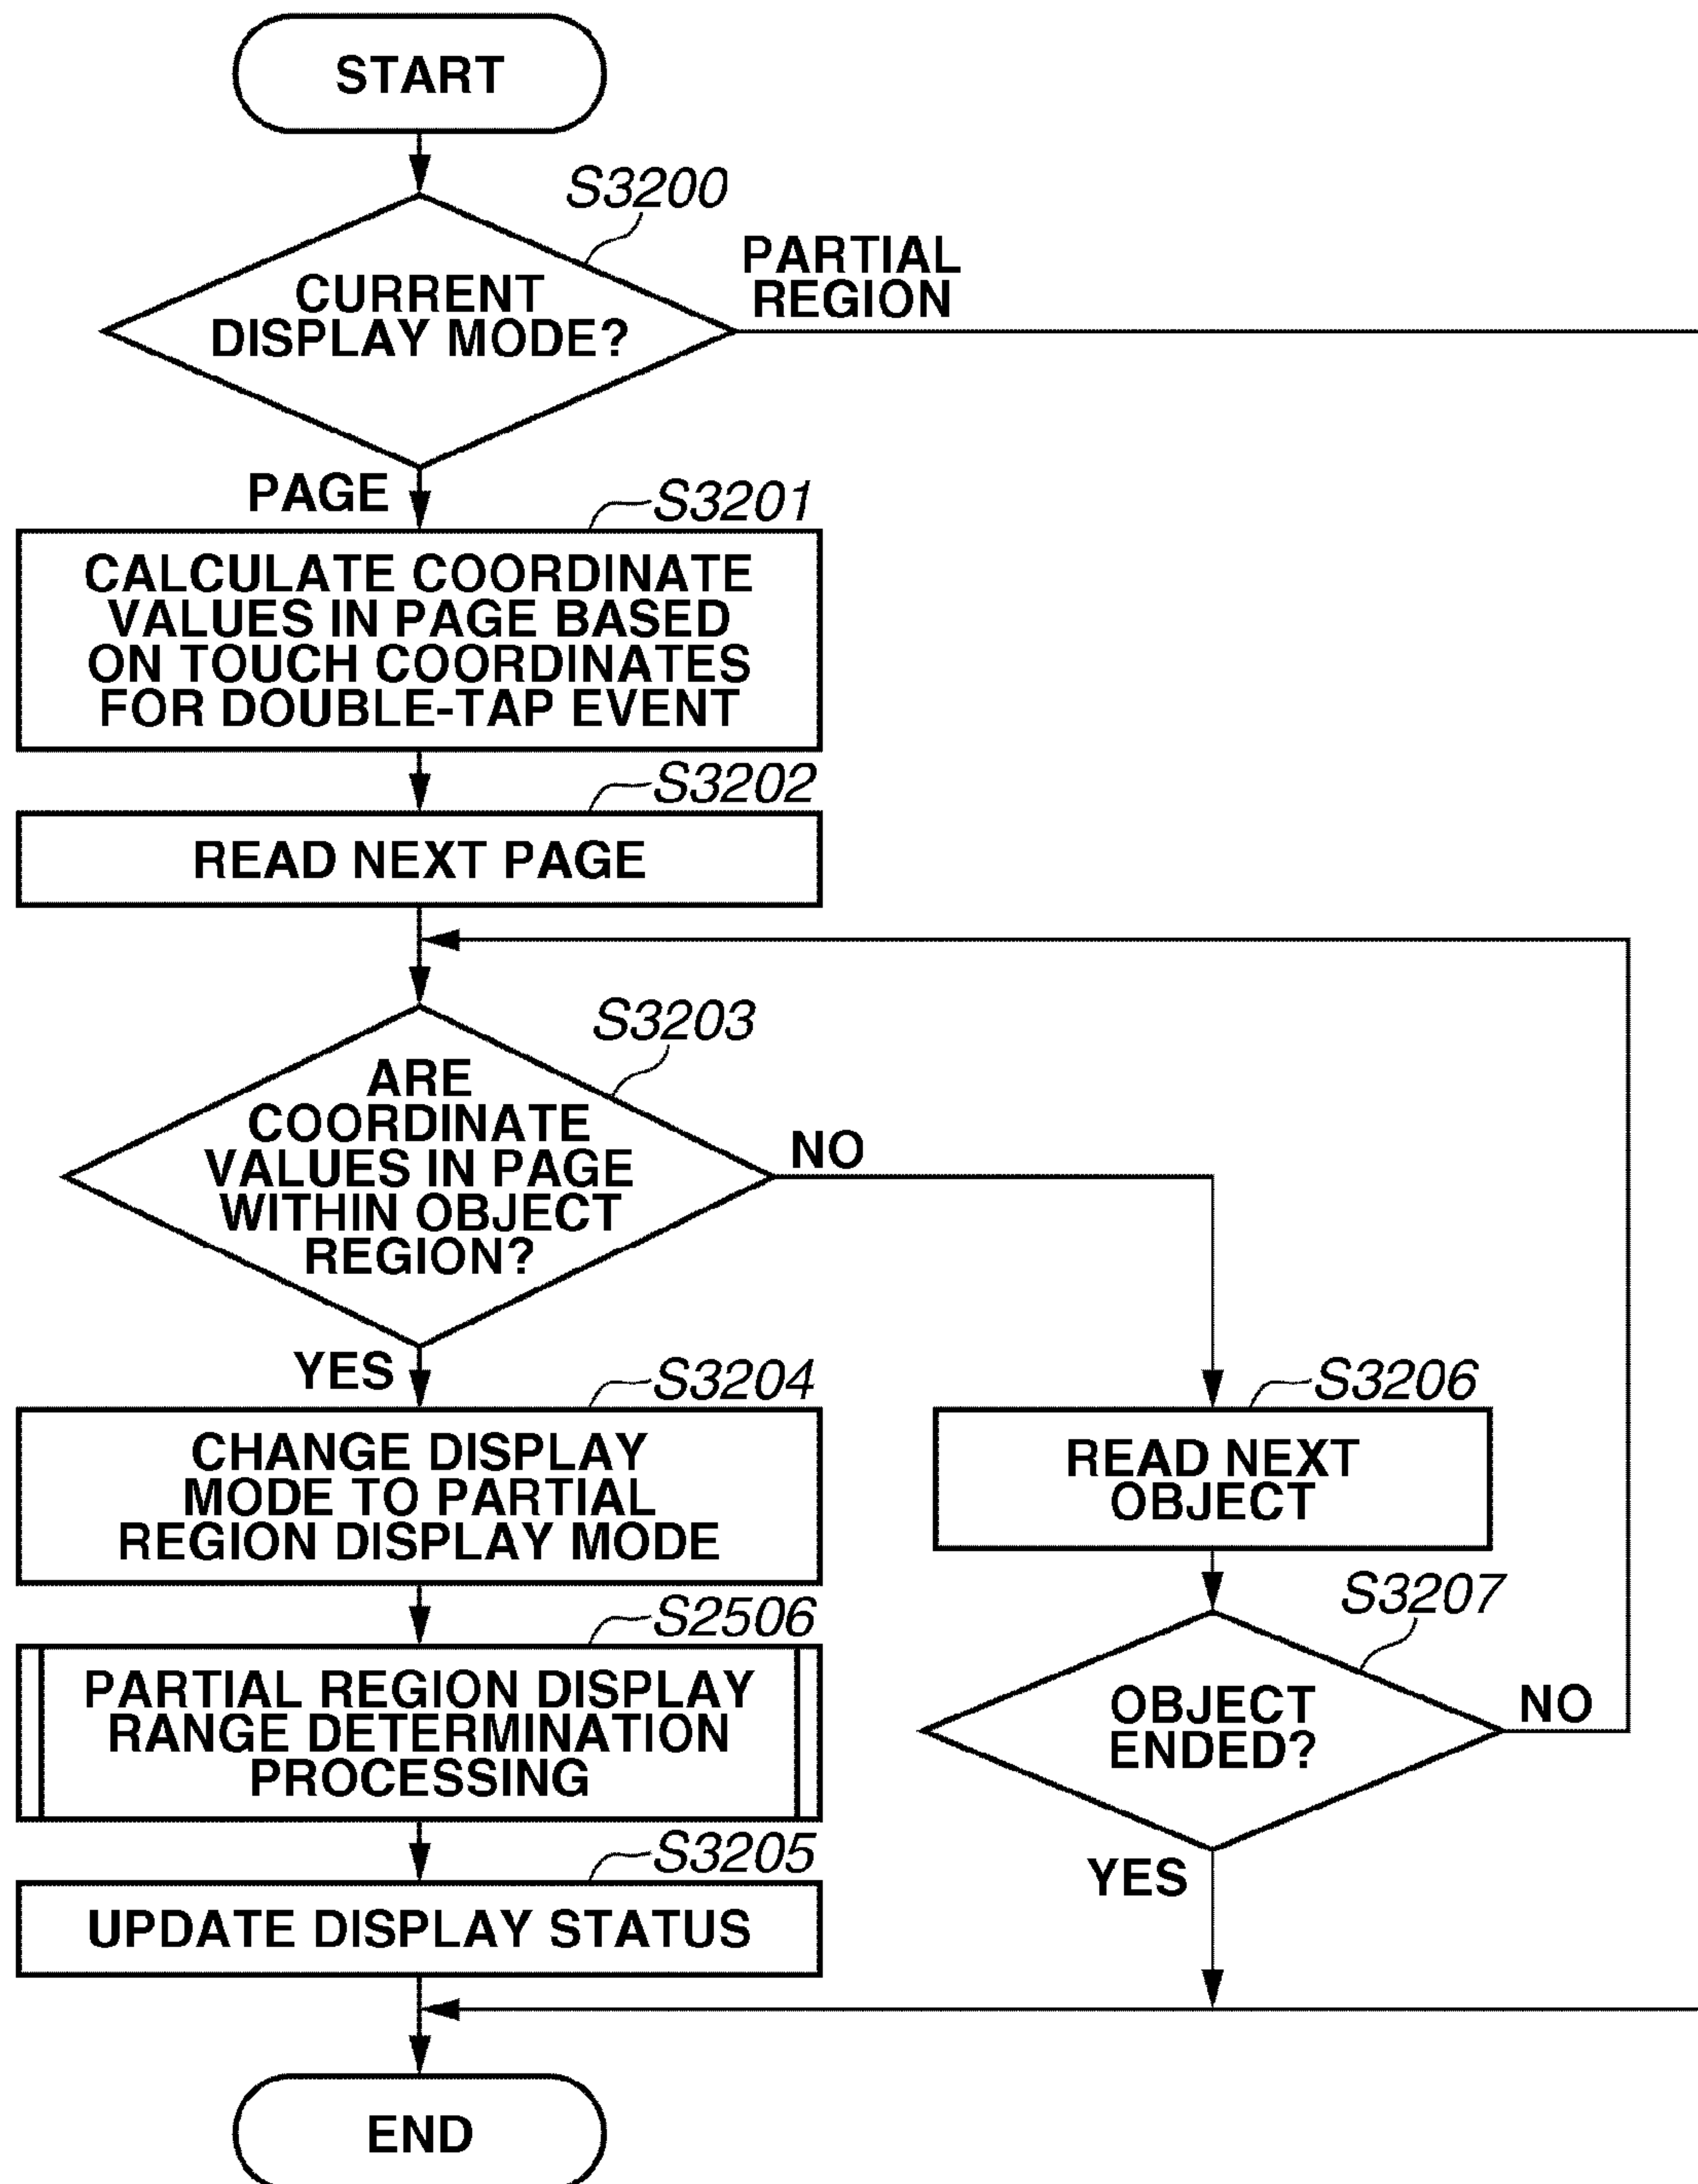 START
S3200
CURRENT
DISPLAY MODE?
PARTIAL
REGION
PAGE
S3201
CALCULATE COORDINATE
VALUES IN PAGE BASED
ON TOUCH COORDINATES
FOR DOUBLE-TAP EVENT
S3202
READ NEXT PAGE
S3203
ARE
COORDINATE
VALUES IN PAGE
WITHIN OBJECT
REGION?
NO
YES
S3204
CHANGE DISPLAY
MODE TO PARTIAL
REGION DISPLAY MODE
S2506
PARTIAL REGION DISPLAY
RANGE DETERMINATION
PROCESSING
S3205
UPDATE DISPLAY STATUS
S3206
READ NEXT
OBJECT
S3207
OBJECT
ENDED?
NO
YES
END